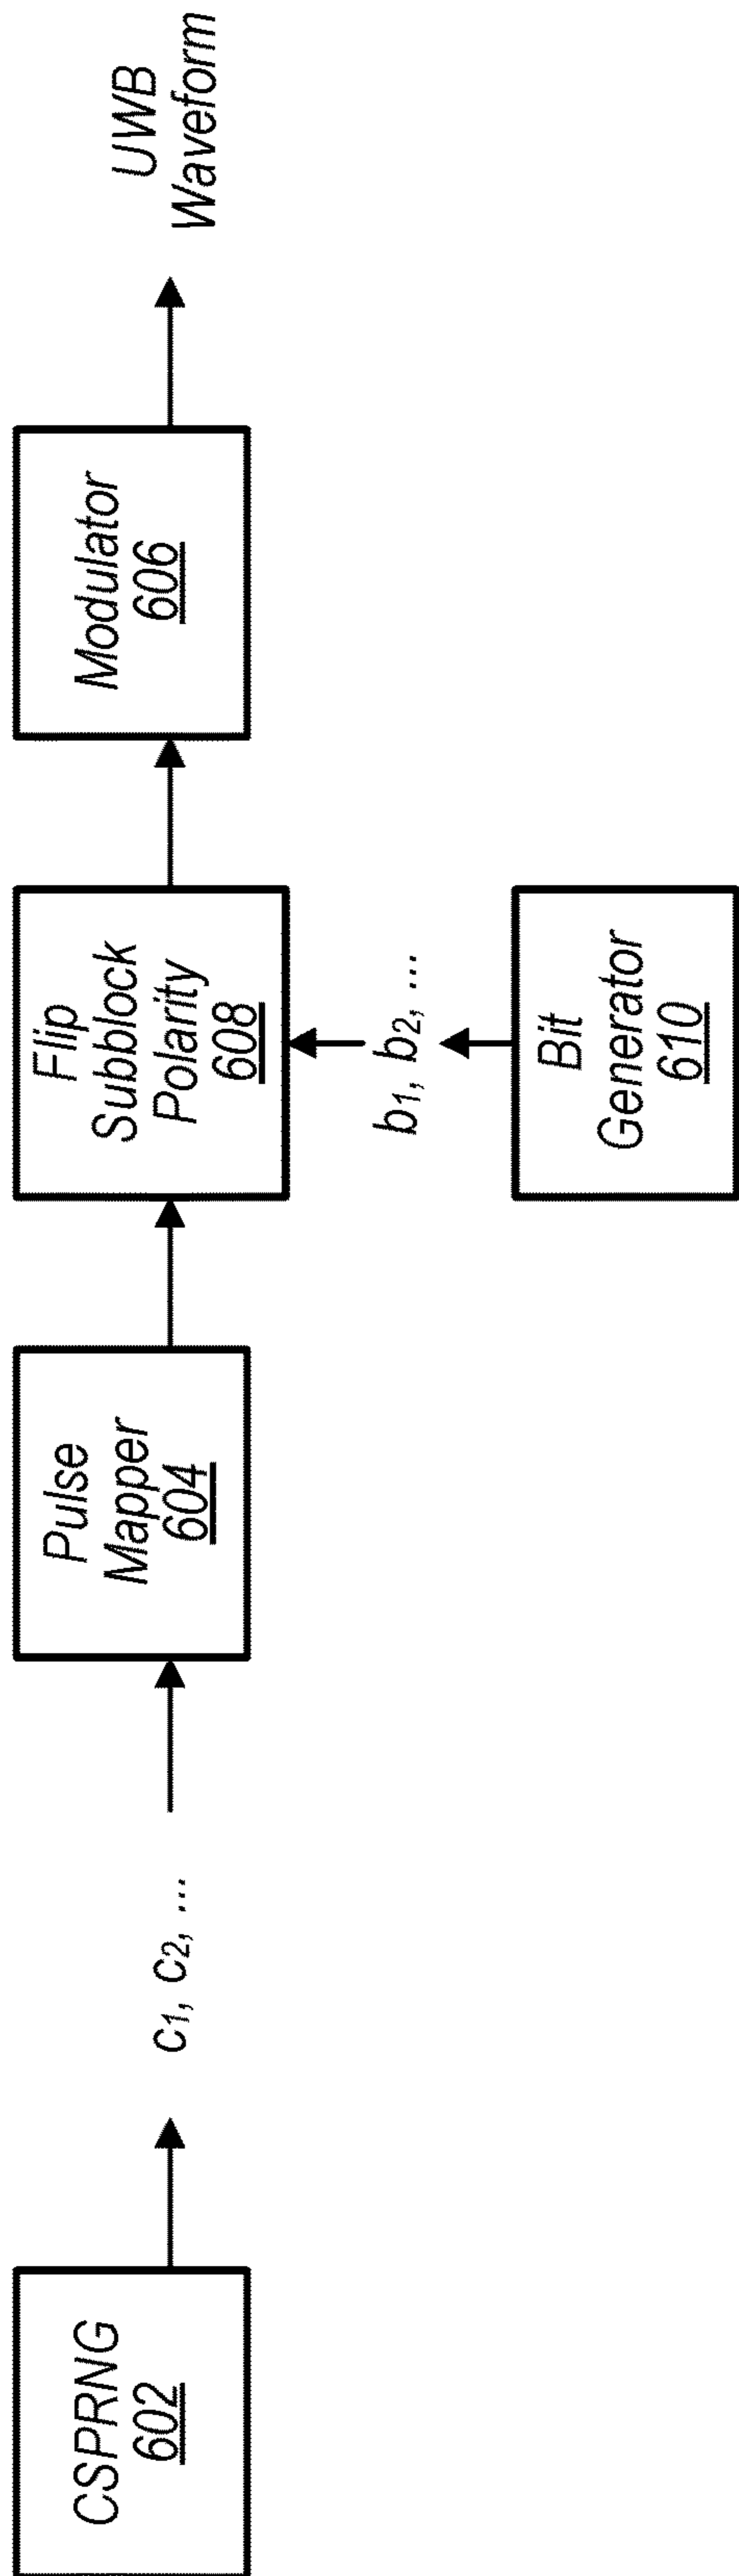 CSPRNG
602
c1, c2, ...
Pulse
Mapper
604
Flip
Subblock
Polarity
608
b1, b2, ...
Bit
Generator
610
Modulator
606
UWB
Waveform